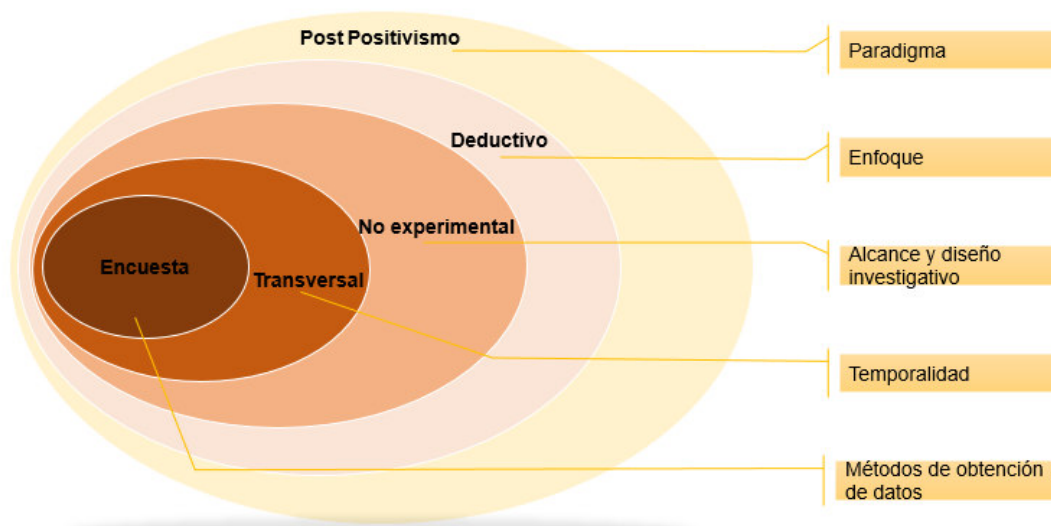 Post Positivismo
Paradigma
Deductivo
Enfoque
No experimental
Alcance y diseño
investigativo
Encuesta
Transversal
Temporalidad
Métodos de obtención
de datos